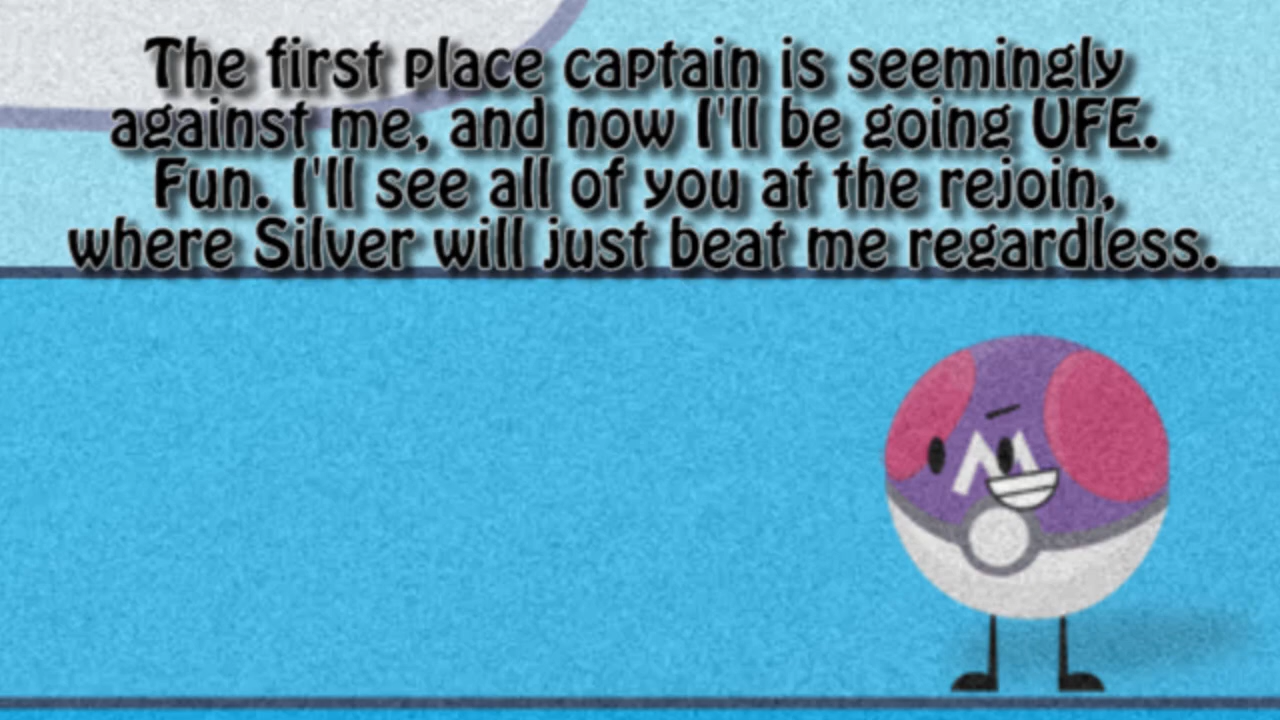 The first place captain is seemingly
against me, and now I'll be going UFE.
Fun. I'll see all of you at the rejoin,
where Silver will just beat me regardless.
M